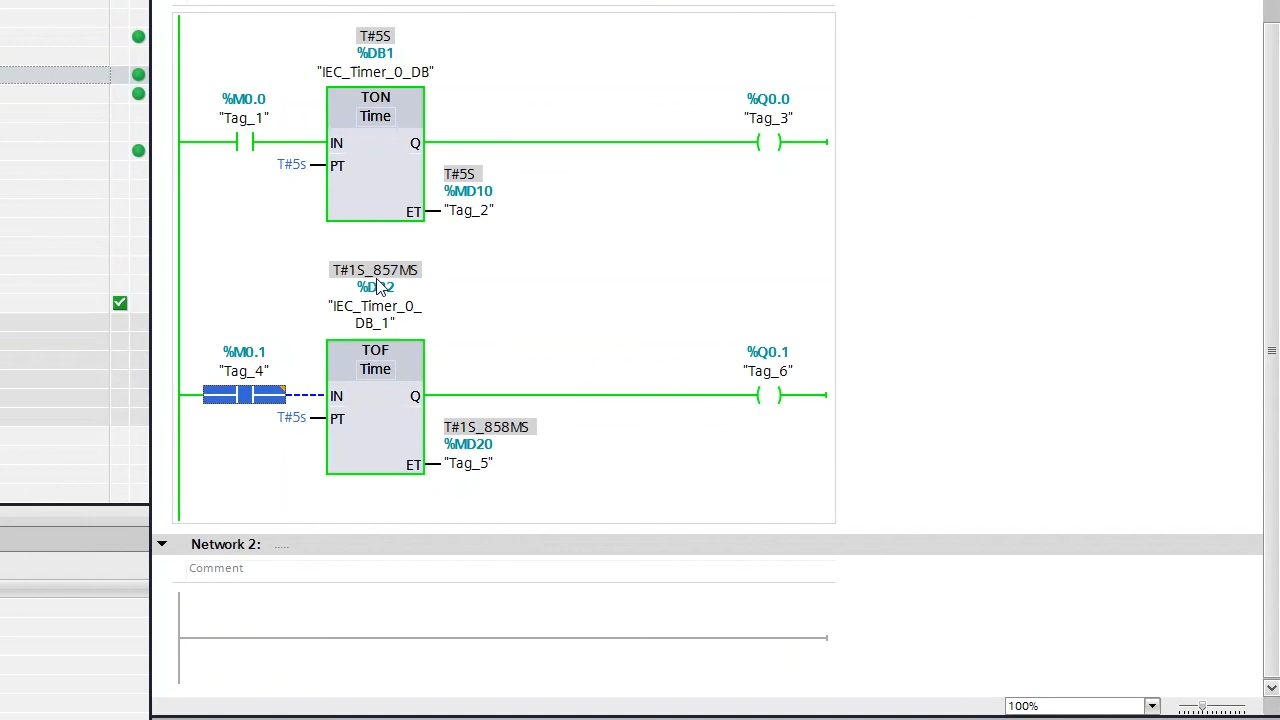 T#5S
%DB1
"IEC_Timer_0_DB"
%M0.0
"Tag_1"
TON
Time
%Q0.0
"Tag_3"
IN
Q
T#5s
PT
T#5S
%MD10
ET
"Tag_2"
T#1S_857MS
"IEC_Timer_0_
DB_1"
%M0.1
"Tag_4"
TOF
Time
%Q0.1
"Tag_6"
IN
Q
T#5s
PT
T#1S_858MS
%MD20
ET
"Tag_5"
Network 2: .....
Comment
100%